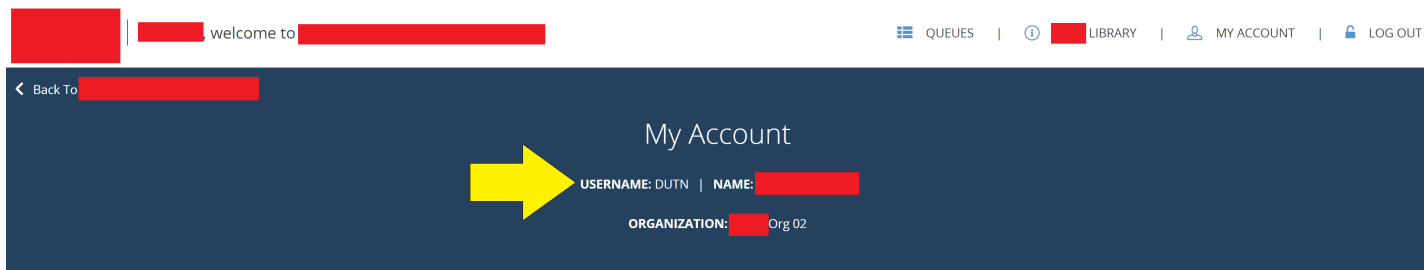 , welcome to
QUEUES | LIBRARY | MY ACCOUNT | LOG OUT
Back To
My Account
USERNAME: DUTN | NAME:
ORGANIZATION: Org 02